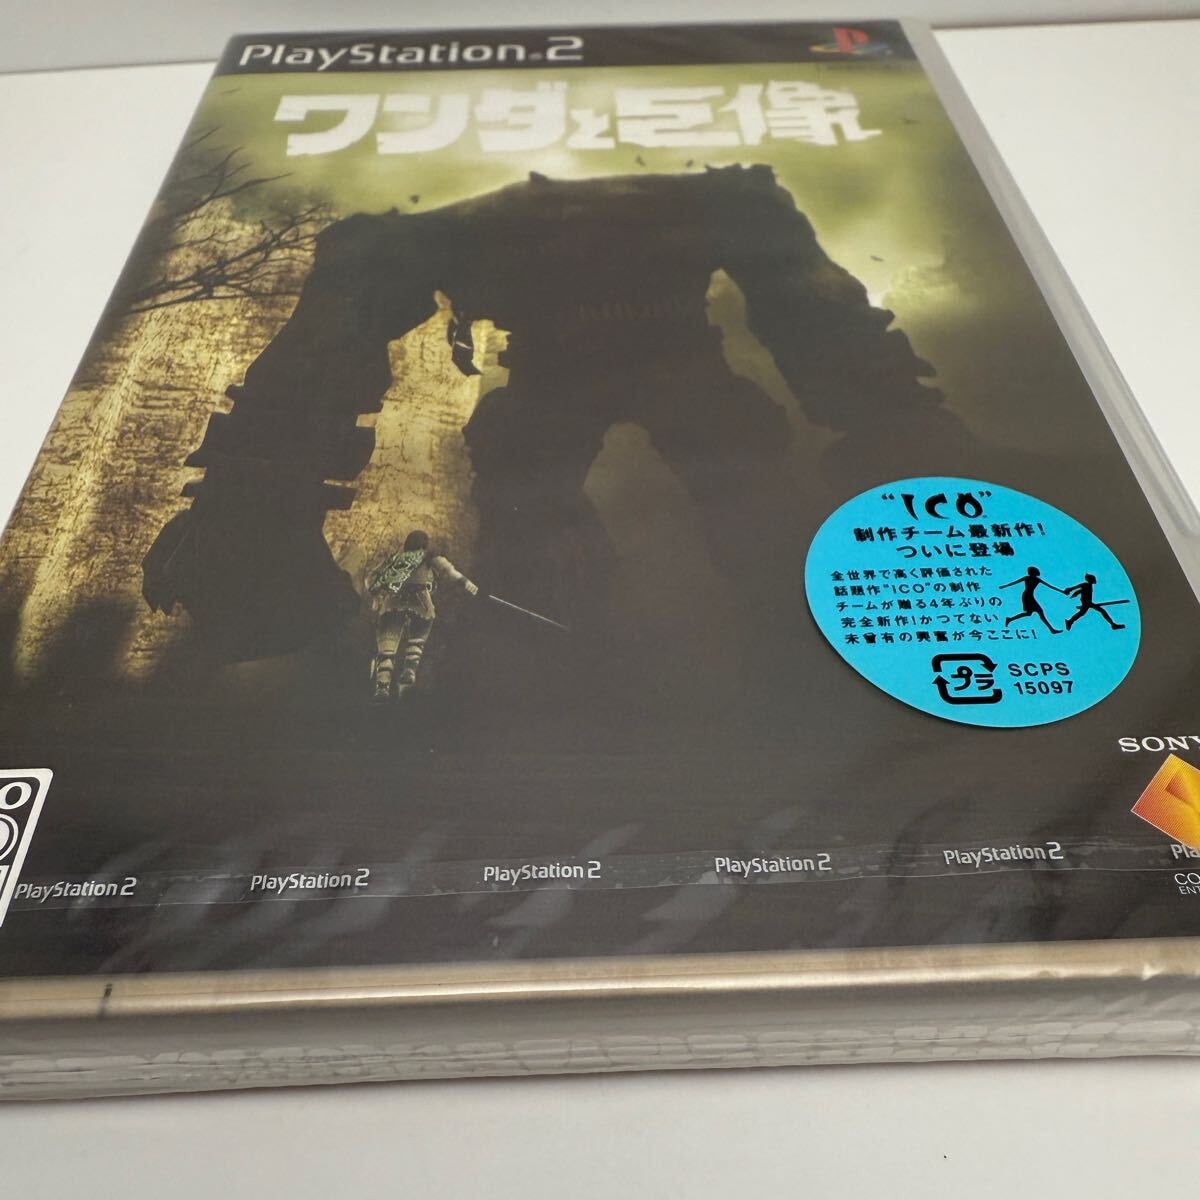 PlayStation®2
ワンダと巨像
"ICO"
制作チーム最新作!
ついに登場
全世界で高く評価された
話題作"ICO"の制作
チームが贈る4年ぶりの
完全新作!かつてない
未曾有の興奮が今ここに!
プラ
SCPS
15097
SONY
PlayStation 2
PlayStation 2
PlayStation 2
PlayStation 2
PlayStation 2